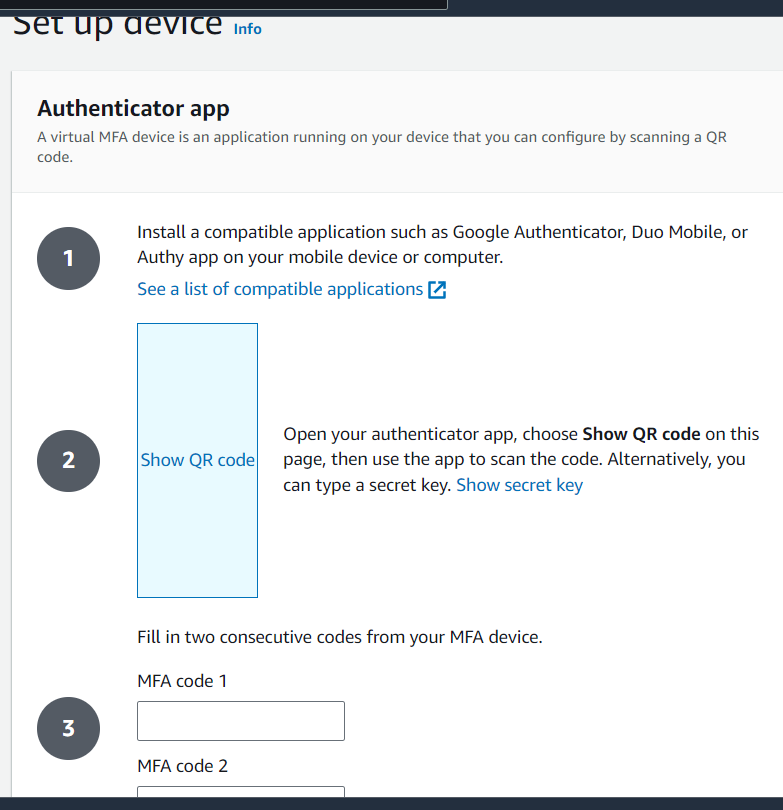 Set up device Info
Authenticator app
A virtual MFA device is an application running on your device that you can configure by scanning a QR
code.
1
Install a compatible application such as Google Authenticator, Duo Mobile, or
Authy app on your mobile device or computer.
See a list of compatible applications
2
Show QR code
Open your authenticator app, choose Show QR code on this
page, then use the app to scan the code. Alternatively, you
can type a secret key. Show secret key
3
Fill in two consecutive codes from your MFA device.
MFA code 1
MFA code 2